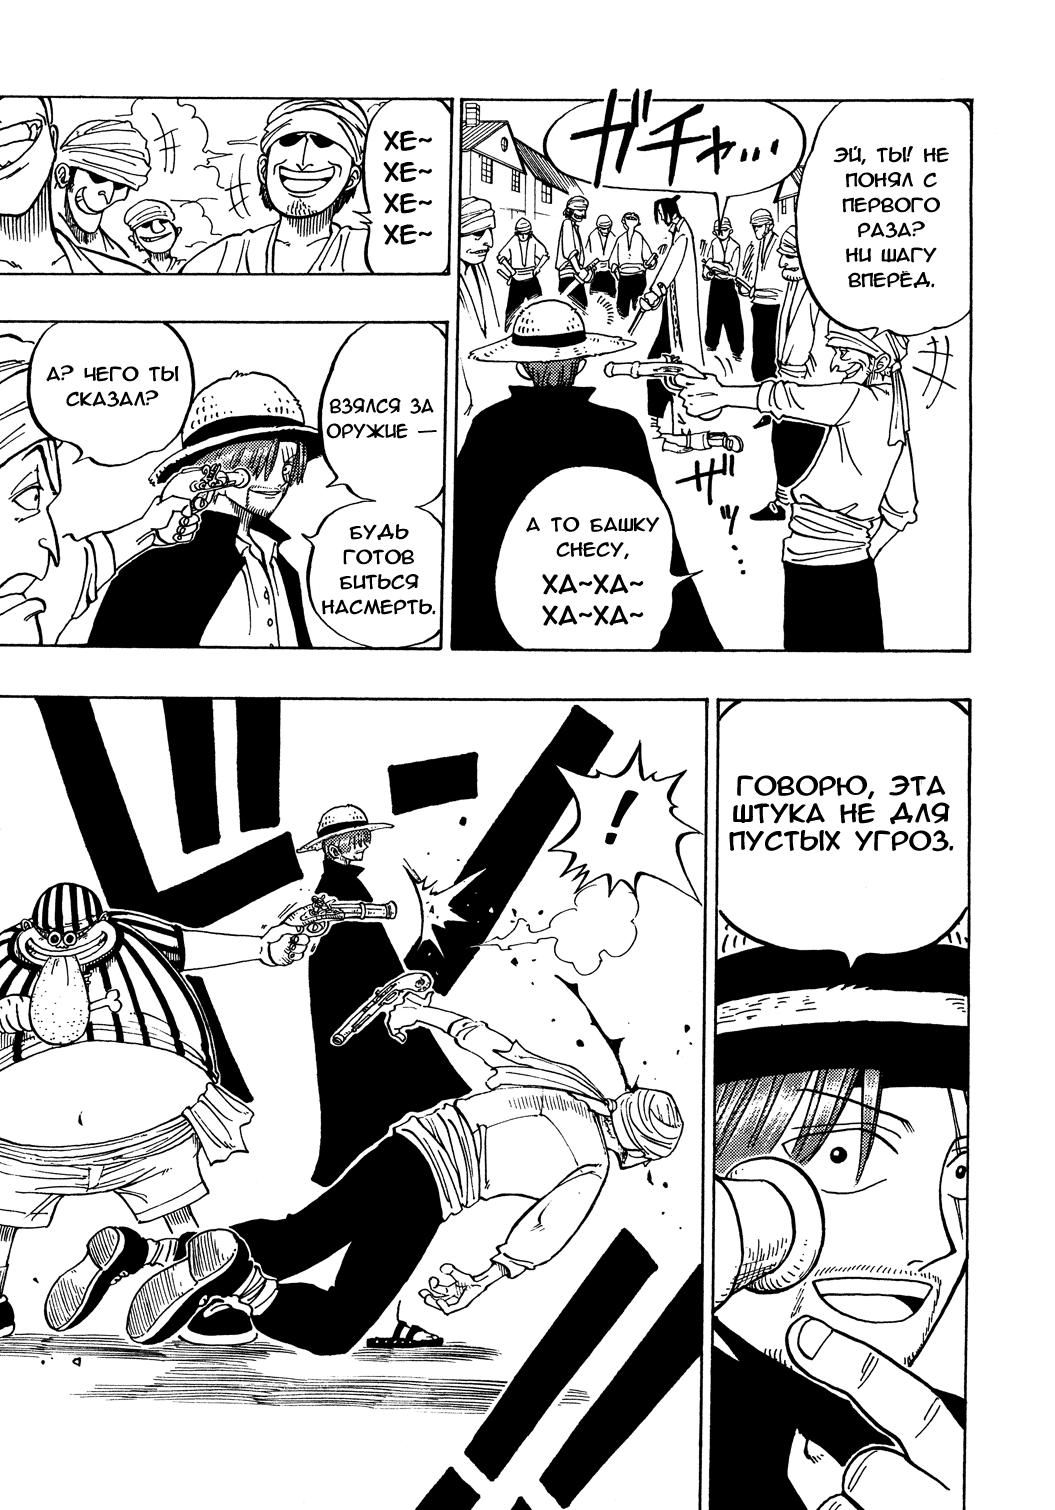 ガチャ...
ЭЙ, ТЫ! НЕ
ПОНЯЛ С
ПЕРВОГО
РАЗА?
НИ ШАГУ
ВПЕРЁД.
А ТО БАШКУ
СНЕСУ,
ХА~ХА~
ХА~ХА~
ХЕ~
ХЕ~
ХЕ~
ХЕ~
ВЗЯЛСЯ ЗА
ОРУЖИЕ —
БУДЬ
ГОТОВ
БИТЬСЯ
НАСМЕРТЬ.
А? ЧЕГО ТЫ
СКАЗАЛ?
ГОВОРЮ, ЭТА
ШТУКА НЕ ДЛЯ
ПУСТЫХ УГРОЗ.
!